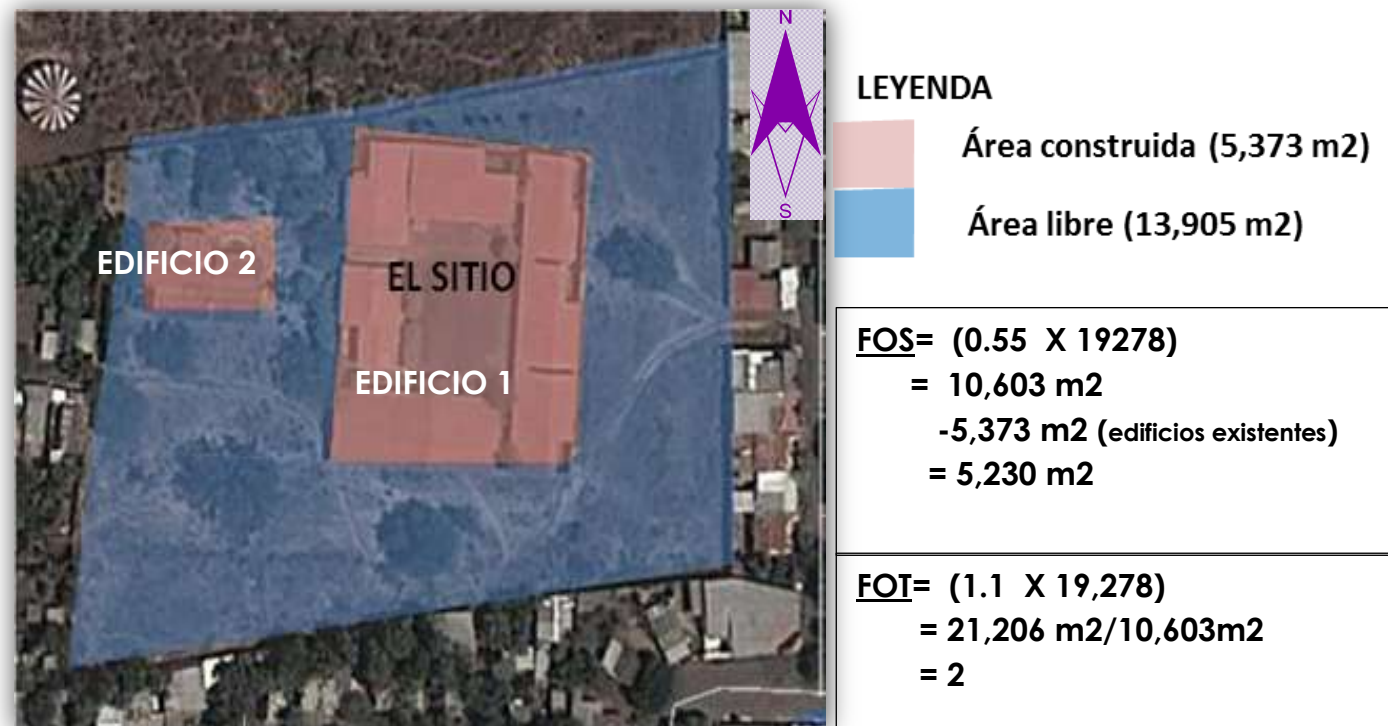 N
S
EDIFICIO 2
EL SITIO
EDIFICIO 1
LEYENDA
Área construida (5,373 m2)
Área libre (13,905 m2)
FOS= (0.55 X 19278)
= 10,603 m2
-5,373 m2 (edificios existentes)
= 5,230 m2
FOT= (1.1 X 19,278)
= 21,206 m2/10,603m2
= 2